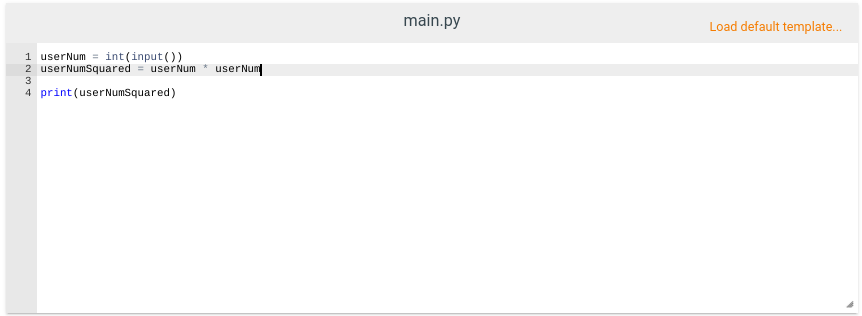 main.py
Load default template...
1 userNum = int(input())
2 userNumSquared = userNum * userNum
3
4 print(userNumSquared)